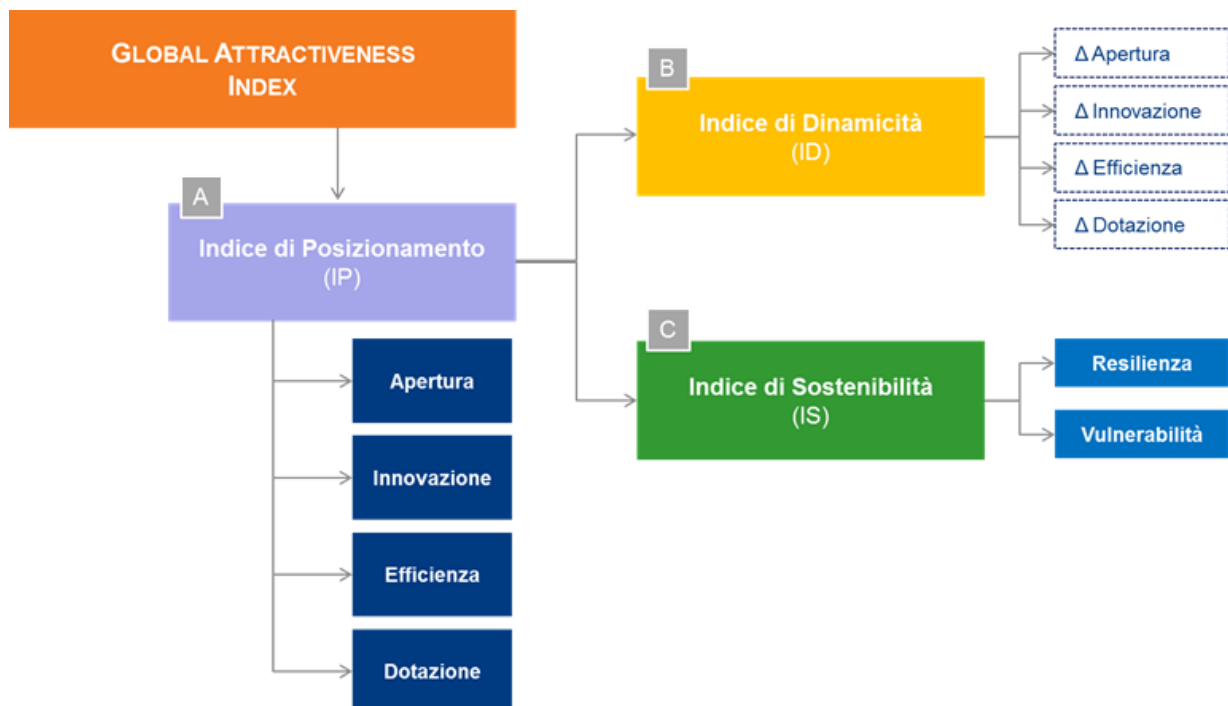 GLOBAL ATTRACTIVENESS
INDEX
A
Indice di Posizionamento
(IP)
Apertura
Innovazione
Efficienza
Dotazione
B
Indice di Dinamicità
(ID)
Δ Apertura
Δ Innovazione
Δ Efficienza
Δ Dotazione
C
Indice di Sostenibilità
(IS)
Resilienza
Vulnerabilità